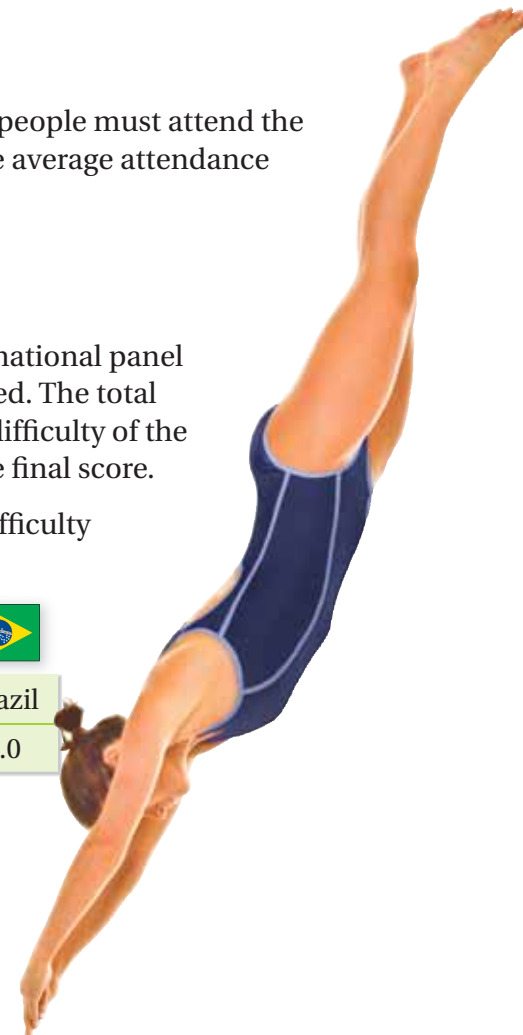 people must attend the
average attendance
national panel
ed. The total
difficulty of the
final score.
fficulty
azil
.0